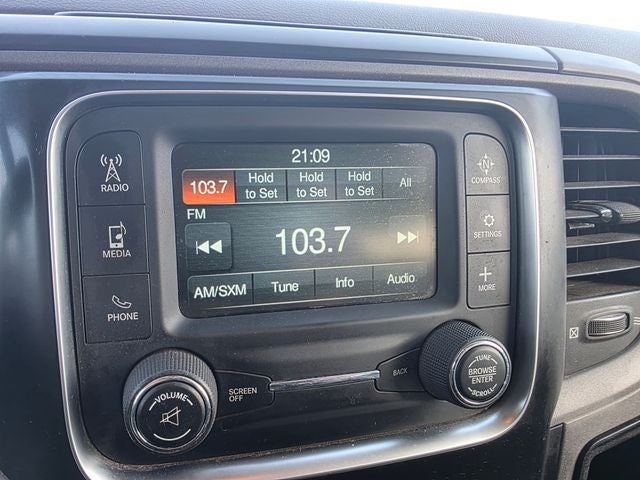 21:09
103.7 Hold to Set Hold to Set Hold to Set All
FM
103.7
AM/SXM Tune Info Audio
RADIO
MEDIA
PHONE
N
COMPASS
SETTINGS
MORE
VOLUME
SCREEN OFF
BACK
TUNE
BROWSE
ENTER
SCROLL